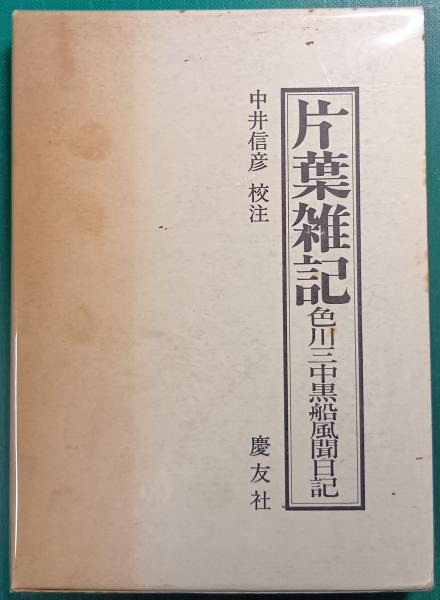 片葉雑記
色川三中黒船風聞日記
中井信彦 校注
慶友社